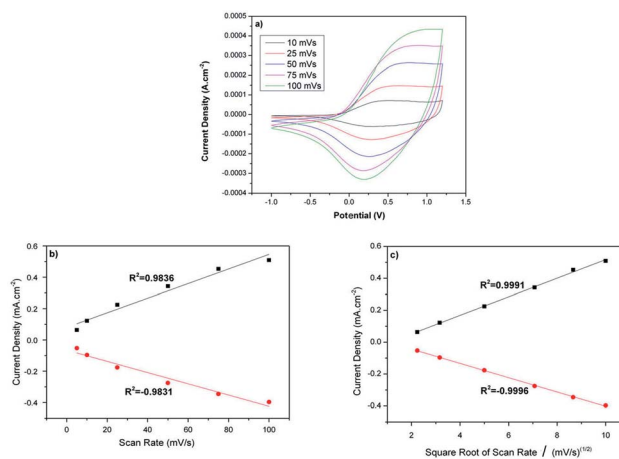 a)
10 mVs
25 mVs
50 mVs
75 mVs
100 mVs
0.0005
0.0004
0.0003
0.0002
0.0001
0.0000
-0.0001
-0.0002
-0.0003
-0.0004
Current Density (A.cm⁻²)
-1.0 -0.5 0.0 0.5 1.0 1.5
Potential (V)
b)
R²=0.9836
R²=-0.9831
0.6
0.4
0.2
0.0
-0.2
-0.4
Current Density (mA.cm⁻²)
0 20 40 60 80 100
Scan Rate (mV/s)
c)
R²=0.9991
R²=-0.9996
0.6
0.4
0.2
0.0
-0.2
-0.4
Current Density (mA.cm⁻²)
2 4 6 8 10
Square Root of Scan Rate / (mV/s)⁽¹/²⁾